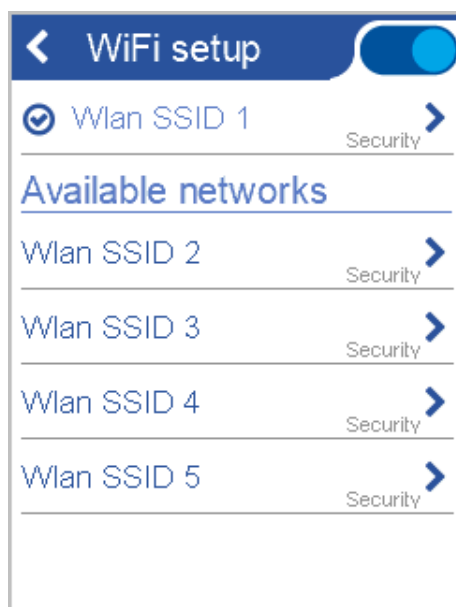 WiFi setup
Wlan SSID 1
Security
Available networks
Wlan SSID 2
Security
Wlan SSID 3
Security
Wlan SSID 4
Security
Wlan SSID 5
Security